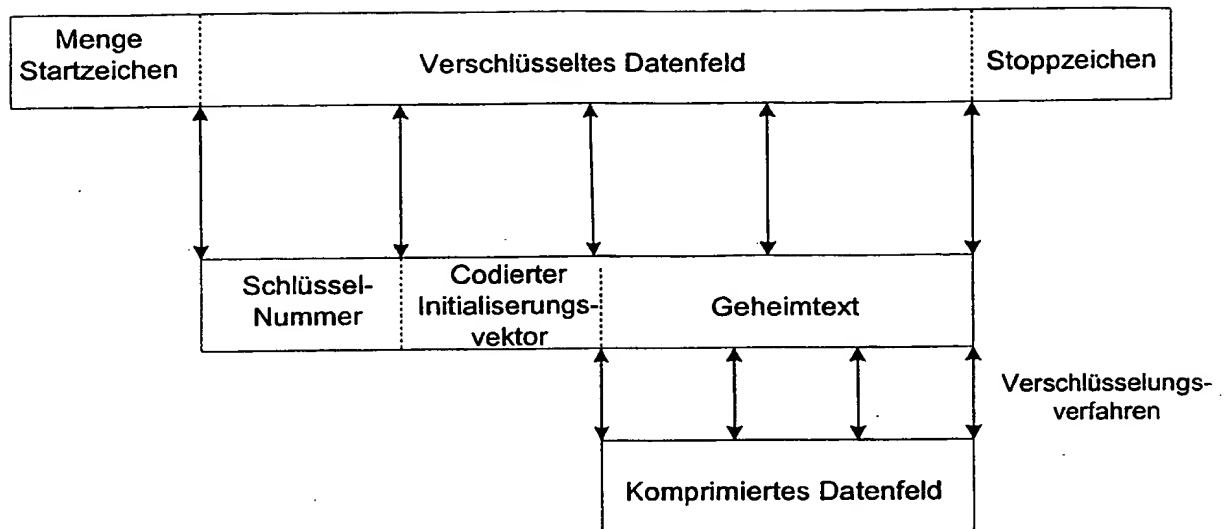 Menge
Startzeichen
Verschlüsseltes Datenfeld
Stoppzeichen
Schlüssel-
Nummer
Codierter
Initialiserungs-
vektor
Geheimtext
Verschlüsselungs-
verfahren
Komprimiertes Datenfeld